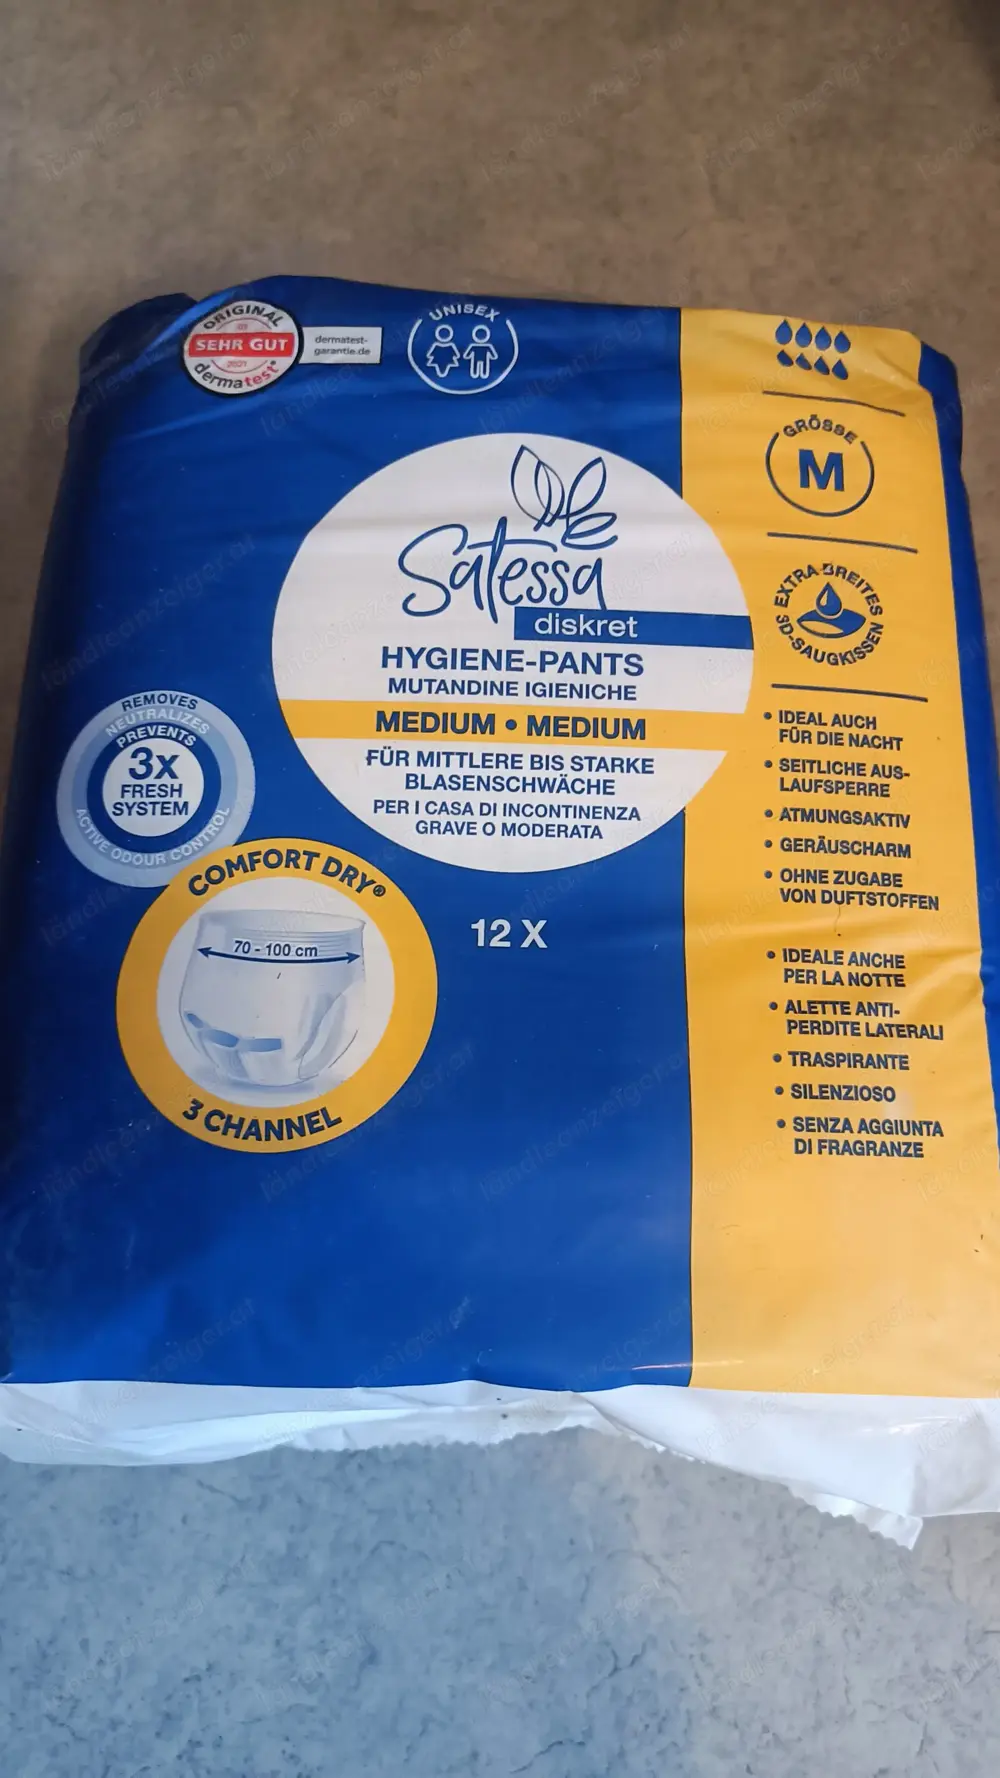 ORIGINAL
SEHR GUT
2021
dermatest®
dermatest-
garantie.de
UNISEX
GRÖSSE
M
EXTRA BREITES
3D-SAUGKISSEN
Satessa
diskret
HYGIENE-PANTS
MUTANDINE IGIENICHE
MEDIUM • MEDIUM
FÜR MITTLERE BIS STARKE
BLASENSCHWÄCHE
PER I CASA DI INCONTINENZA
GRAVE O MODERATA
12 X
REMOVES
NEUTRALIZES
PREVENTS
3x
FRESH
SYSTEM
ACTIVE ODOUR CONTROL
COMFORT DRY®
70 - 100 cm
3 CHANNEL
• IDEAL AUCH
FÜR DIE NACHT
• SEITLICHE AUS-
LAUFSPERRE
• ATMUNGSAKTIV
• GERÄUSCHARM
• OHNE ZUGABE
VON DUFTSTOFFEN
• IDEALE ANCHE
PER LA NOTTE
• ALETTE ANTI-
PERDITE LATERALI
• TRASPIRANTE
• SILENZIOSO
• SENZA AGGIUNTA
DI FRAGRANZE
ländleanzeiger.at